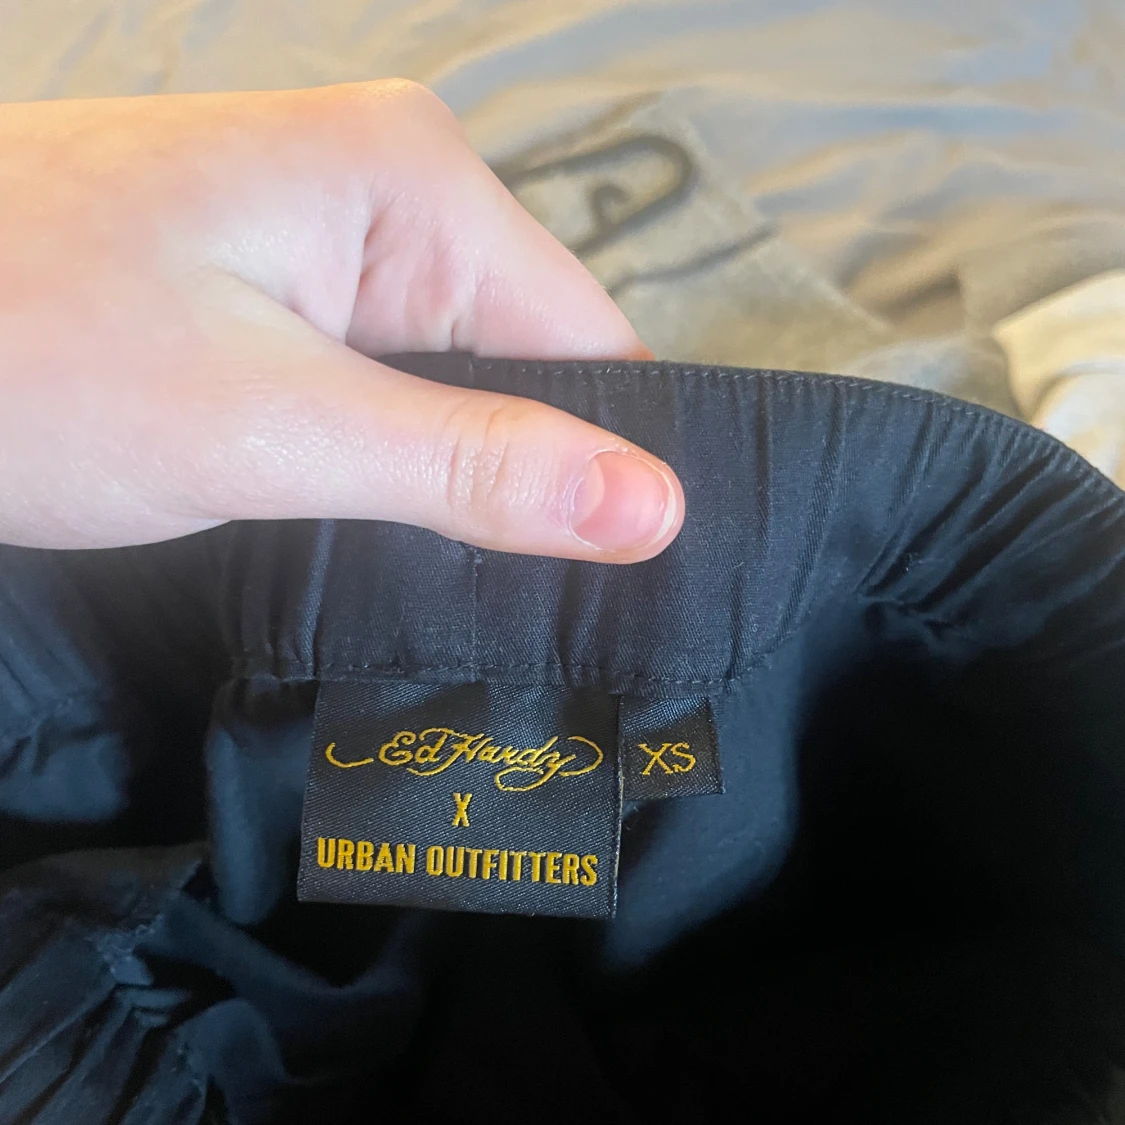 Ed Hardy
XS
X
URBAN OUTFITTERS